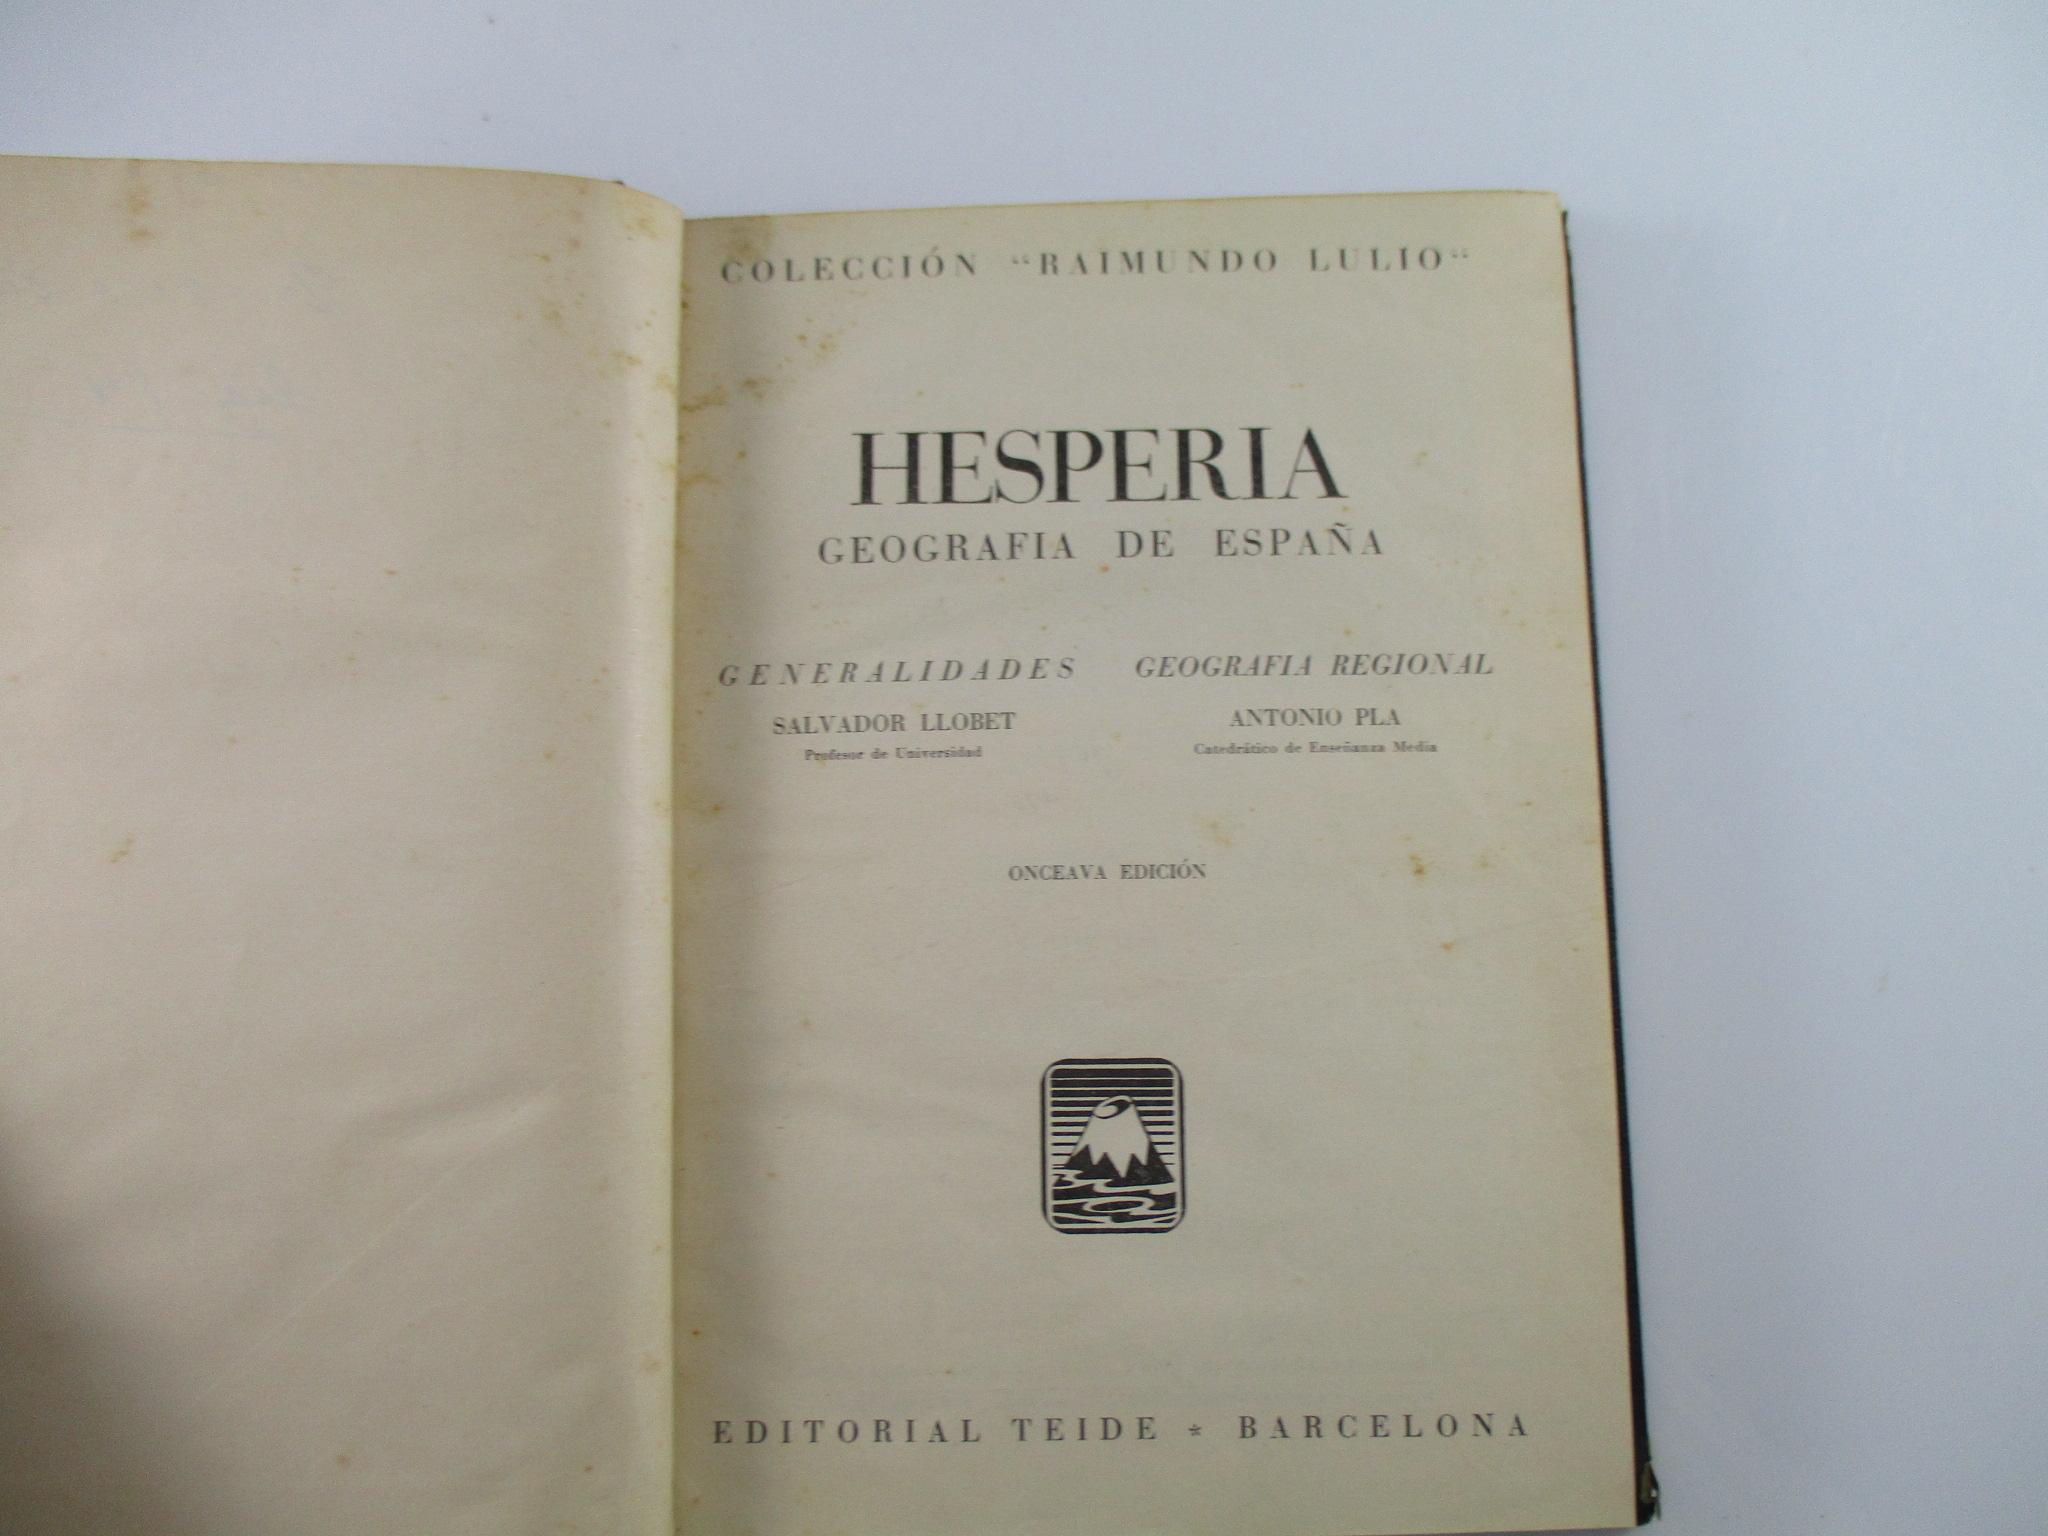 COLECCIÓN “RAIMUNDO LULIO“
HESPERIA
GEOGRAFIA DE ESPAÑA
GENERALIDADES
SALVADOR LLOBET
Profesor de Universidad
GEOGRAFIA REGIONAL
ANTONIO PLA
Catedrático de Enseñanza Media
ONCEAVA EDICIÓN
EDITORIAL TEIDE * BARCELONA